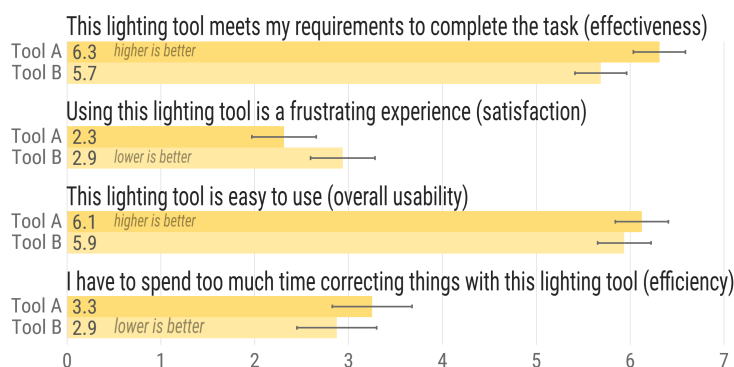 This lighting tool meets my requirements to complete the task (effectiveness)
Tool A 6.3 higher is better
Tool B 5.7
Using this lighting tool is a frustrating experience (satisfaction)
Tool A 2.3
Tool B 2.9 lower is better
This lighting tool is easy to use (overall usability)
Tool A 6.1 higher is better
Tool B 5.9
I have to spend too much time correcting things with this lighting tool (efficiency)
Tool A 3.3
Tool B 2.9 lower is better
0 1 2 3 4 5 6 7